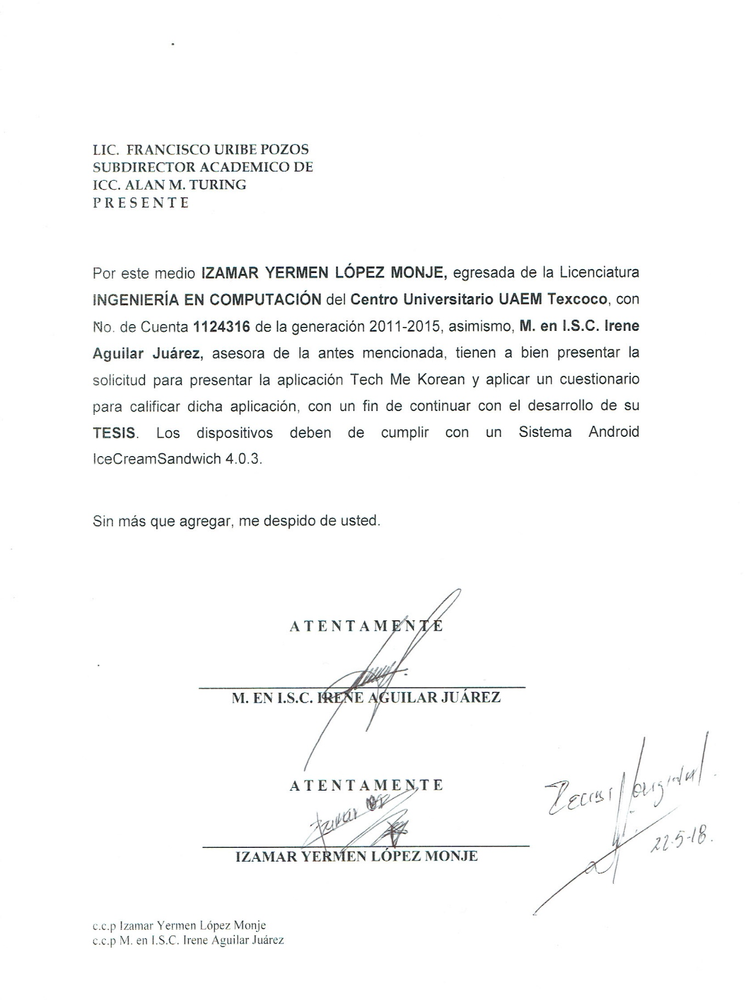 LIC. FRANCISCO URIBE POZOS
SUBDIRECTOR ACADEMICO DE
ICC. ALAN M. TURING
P R E S E N T E
Por este medio IZAMAR YERMEN LÓPEZ MONJE, egresada de la Licenciatura
INGENIERÍA EN COMPUTACIÓN del Centro Universitario UAEM Texcoco, con
No. de Cuenta 1124316 de la generación 2011-2015, asimismo, M. en I.S.C. Irene
Aguilar Juárez, asesora de la antes mencionada, tienen a bien presentar la
solicitud para presentar la aplicación Tech Me Korean y aplicar un cuestionario
para calificar dicha aplicación, con un fin de continuar con el desarrollo de su
TESIS. Los dispositivos deben de cumplir con un Sistema Android
IceCreamSandwich 4.0.3.
Sin más que agregar, me despido de usted.
A T E N T A M E N T E
M. EN I.S.C. IRENE AGUILAR JUÁREZ
A T E N T A M E N T E
Izamar
IZAMAR YERMEN LÓPEZ MONJE
Recibi original.
22-5-18.
c.c.p Izamar Yermen López Monje
c.c.p M. en I.S.C. Irene Aguilar Juárez